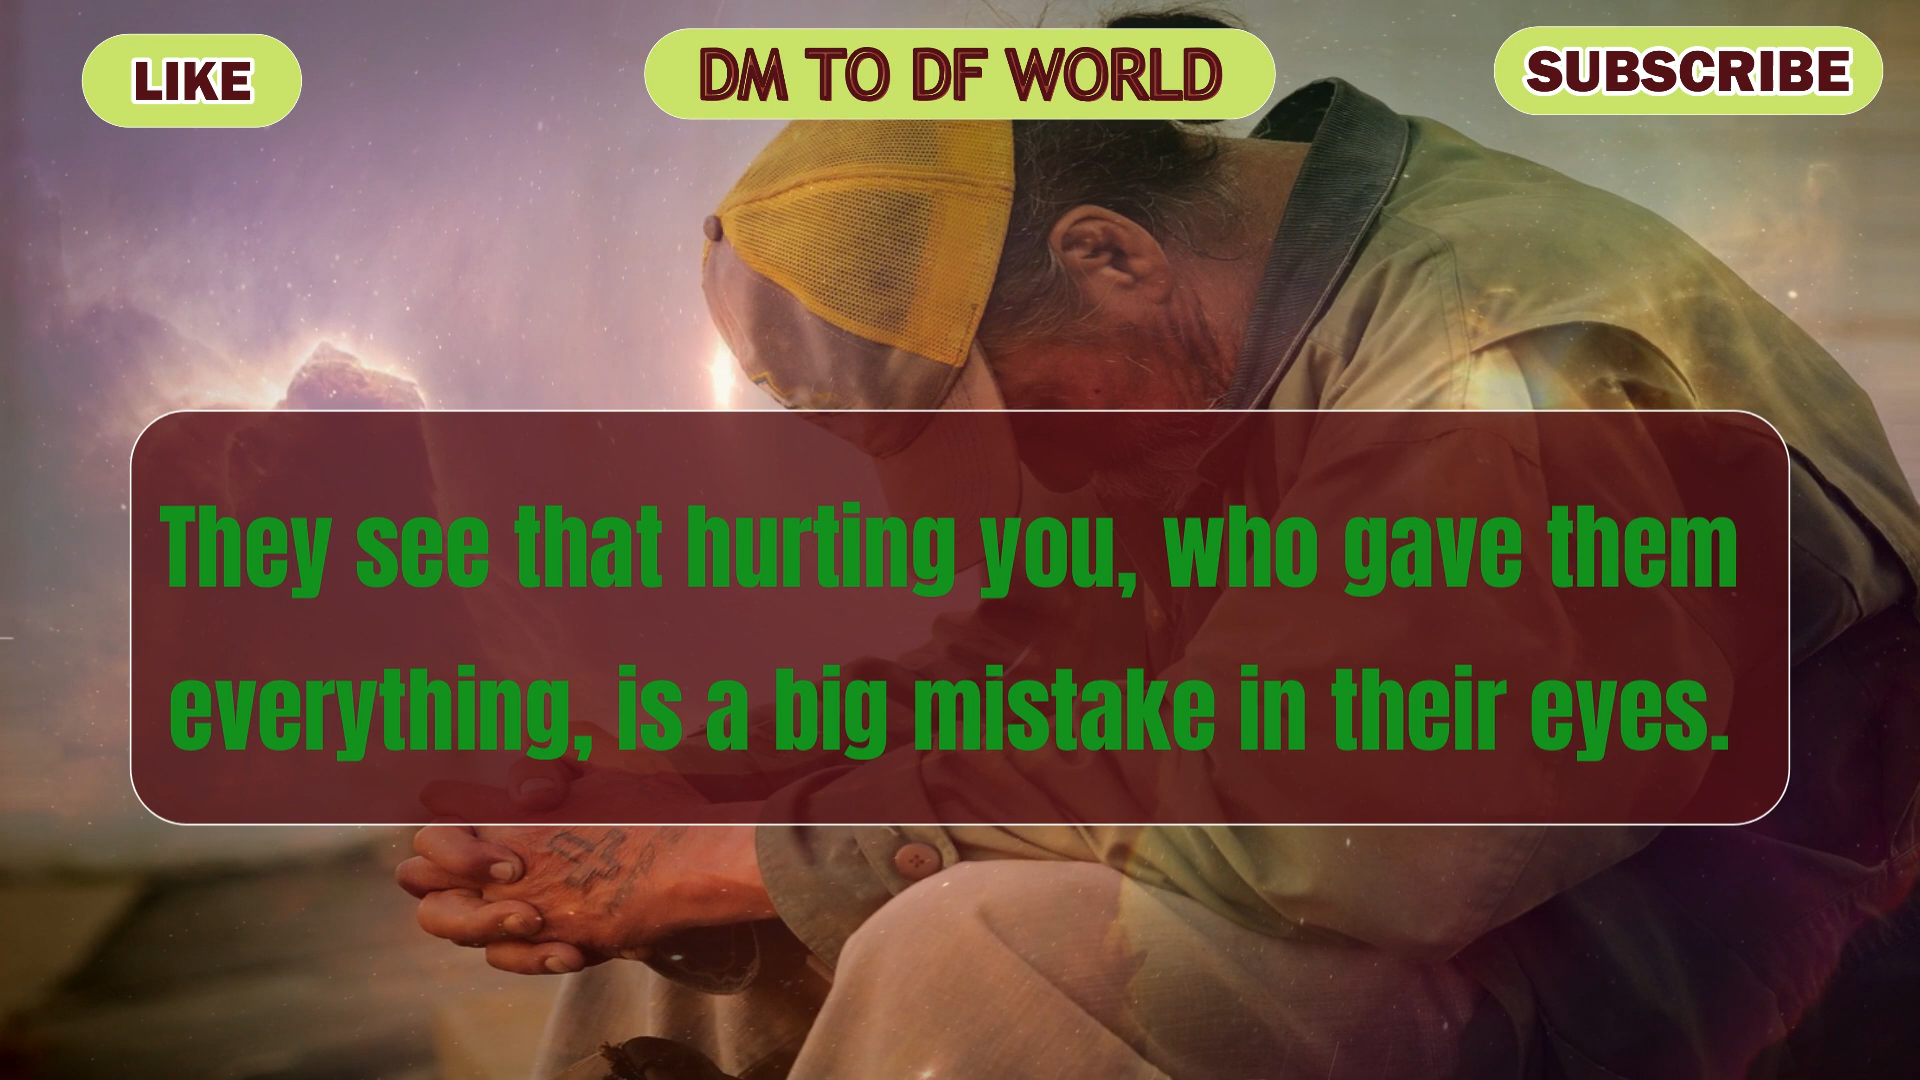 LIKE
DM TO DF WORLD
SUBSCRIBE
They see that hurting you, who gave them
everything, is a big mistake in their eyes.